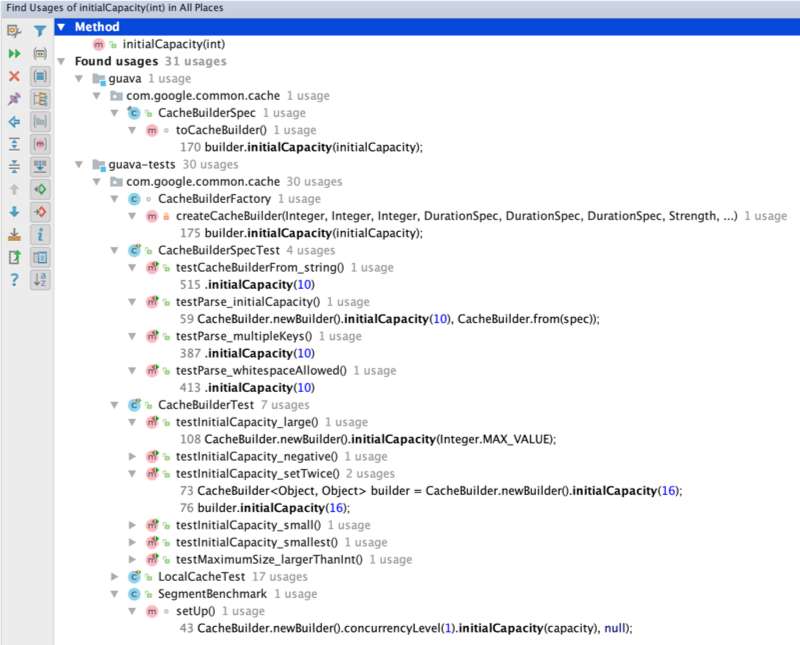 Find Usages of initialCapacity(int) in All Places
Method
initialCapacity(int)
Found usages 31 usages
guava 1 usage
com.google.common.cache 1 usage
CacheBuilderSpec 1 usage
toCacheBuilder() 1 usage
170 builder.initialCapacity(initialCapacity);
guava-tests 30 usages
com.google.common.cache 30 usages
CacheBuilderFactory 1 usage
createCacheBuilder(Integer, Integer, Integer, DurationSpec, DurationSpec, DurationSpec, Strength, ...) 1 usage
175 builder.initialCapacity(initialCapacity);
CacheBuilderSpecTest 4 usages
testCacheBuilderFrom_string() 1 usage
515 .initialCapacity(10)
testParse_initialCapacity() 1 usage
59 CacheBuilder.newBuilder().initialCapacity(10), CacheBuilder.from(spec));
testParse_multipleKeys() 1 usage
387 .initialCapacity(10)
testParse_whitespaceAllowed() 1 usage
413 .initialCapacity(10)
CacheBuilderTest 7 usages
testInitialCapacity_large() 1 usage
108 CacheBuilder.newBuilder().initialCapacity(Integer.MAX_VALUE);
testInitialCapacity_negative() 1 usage
testInitialCapacity_setTwice() 2 usages
73 CacheBuilder<Object, Object> builder = CacheBuilder.newBuilder().initialCapacity(16);
76 builder.initialCapacity(16);
testInitialCapacity_small() 1 usage
testInitialCapacity_smallest() 1 usage
testMaximumSize_largerThanInt() 1 usage
LocalCacheTest 17 usages
SegmentBenchmark 1 usage
setUp() 1 usage
43 CacheBuilder.newBuilder().concurrencyLevel(1).initialCapacity(capacity), null);